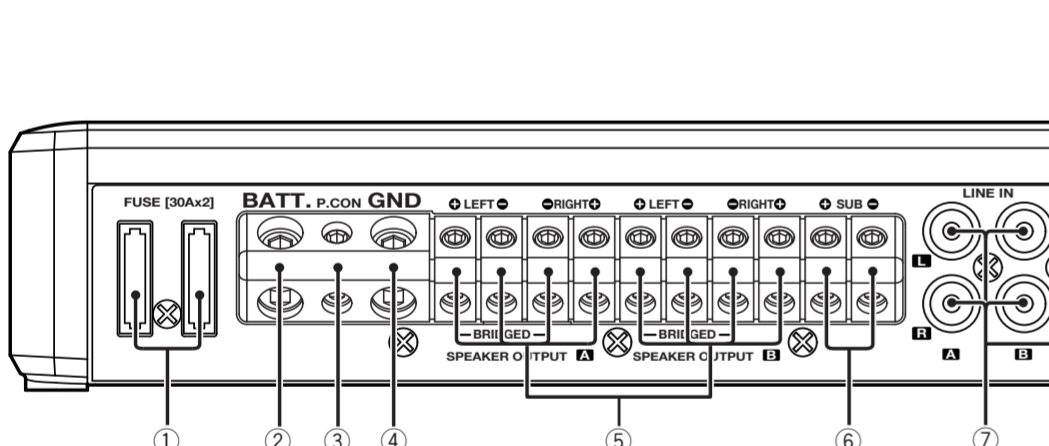 FUSE [30Ax2] BATT. P.CON GND ⊕ LEFT ⊖ ⊖RIGHT⊕ ⊕ LEFT ⊖ ⊖RIGHT⊕ ⊕ SUB ⊖ LINE IN
L
BRIDGED BRIDGED R
SPEAKER OUTPUT A SPEAKER OUTPUT B A B
① ② ③ ④ ⑤ ⑥ ⑦